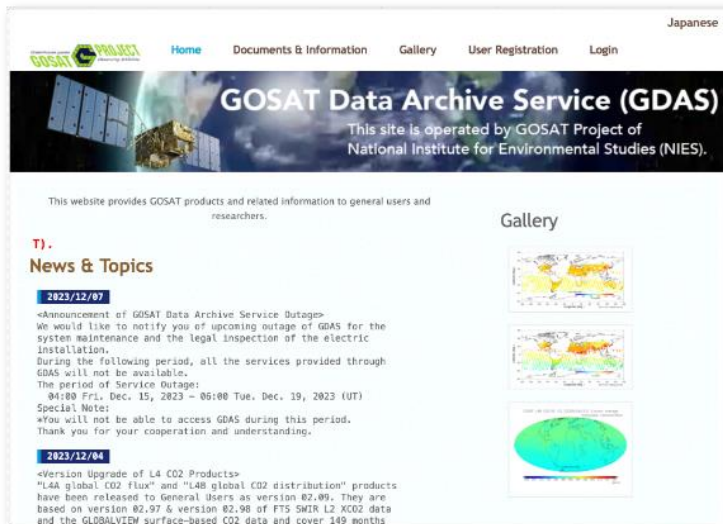 Japanese
GOSAT PROJECT
Home Documents & Information Gallery User Registration Login
GOSAT Data Archive Service (GDAS)
This site is operated by GOSAT Project of
National Institute for Environmental Studies (NIES).
This website provides GOSAT products and related information to general users and
researchers.
Gallery
T).
News & Topics
2023/12/07
<Announcement of GOSAT Data Archive Service Outage>
We would like to notify you of upcoming outage of GDAS for the
system maintenance and the legal inspection of the electric
installation.
During the following period, all the services provided through
GDAS will not be available.
The period of Service Outage:
04:00 Fri. Dec. 15, 2023 – 06:00 Tue. Dec. 19, 2023 (UT)
Special Note:
*You will not be able to access GDAS during this period.
Thank you for your cooperation and understanding.
2023/12/04
<Version Upgrade of L4 CO2 Products>
"L4A global CO2 flux" and "L4B global CO2 distribution" products
have been released to General Users as version 02.09. They are
based on version 02.97 & version 02.98 of FTS SWIR L2 XCO2 data
and the GLOBALVIEW surface-based CO2 data and cover 149 months